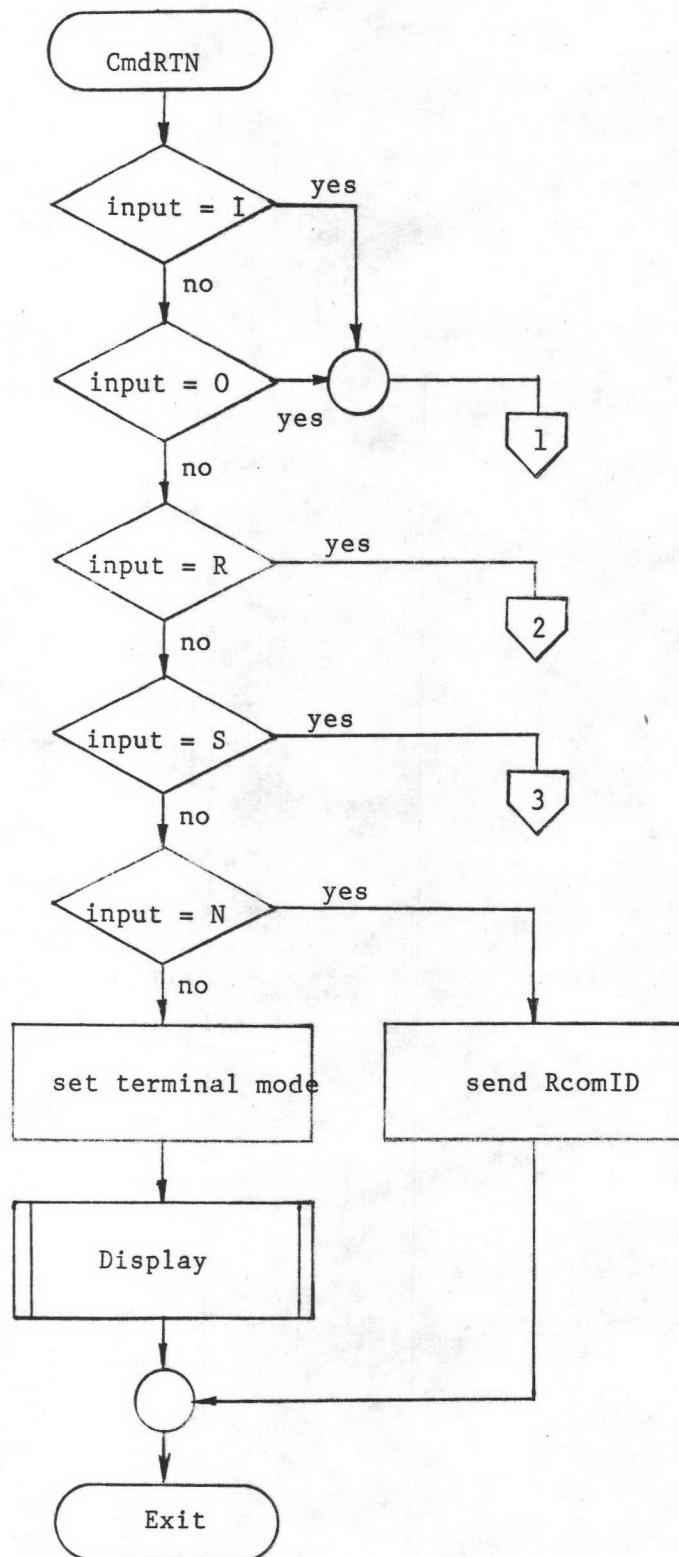 CmdRTN
input = I
yes
no
input = O
yes
1
no
input = R
yes
2
no
input = S
yes
3
no
input = N
yes
no
set terminal mode
send RcomID
Display
Exit